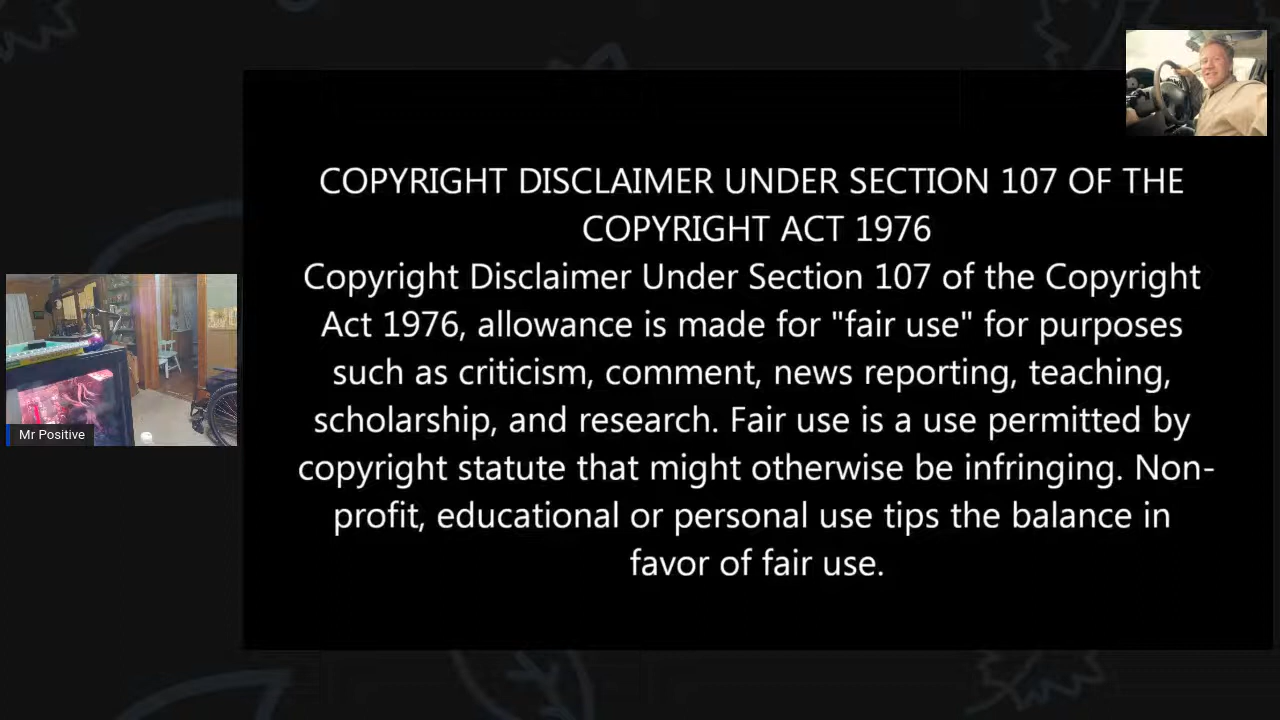 COPYRIGHT DISCLAIMER UNDER SECTION 107 OF THE
COPYRIGHT ACT 1976
Copyright Disclaimer Under Section 107 of the Copyright
Act 1976, allowance is made for "fair use" for purposes
such as criticism, comment, news reporting, teaching,
scholarship, and research. Fair use is a use permitted by
copyright statute that might otherwise be infringing. Non-
profit, educational or personal use tips the balance in
favor of fair use.
Mr Positive